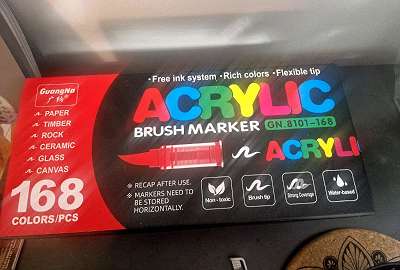 GuangNa
广纳
PAPER
TIMBER
ROCK
CERAMIC
GLASS
CANVAS
168
COLORS/PCS
·Free ink system ·Rich colors ·Flexible tip
ACRYLIC
BRUSH MARKER
GN.8101-168
ACRYLI
RECAP AFTER USE.
MARKERS NEED TO
BE STORED
HORIZONTALLY.
Non-toxic
Brush tip
Strong Coverage
Water-based